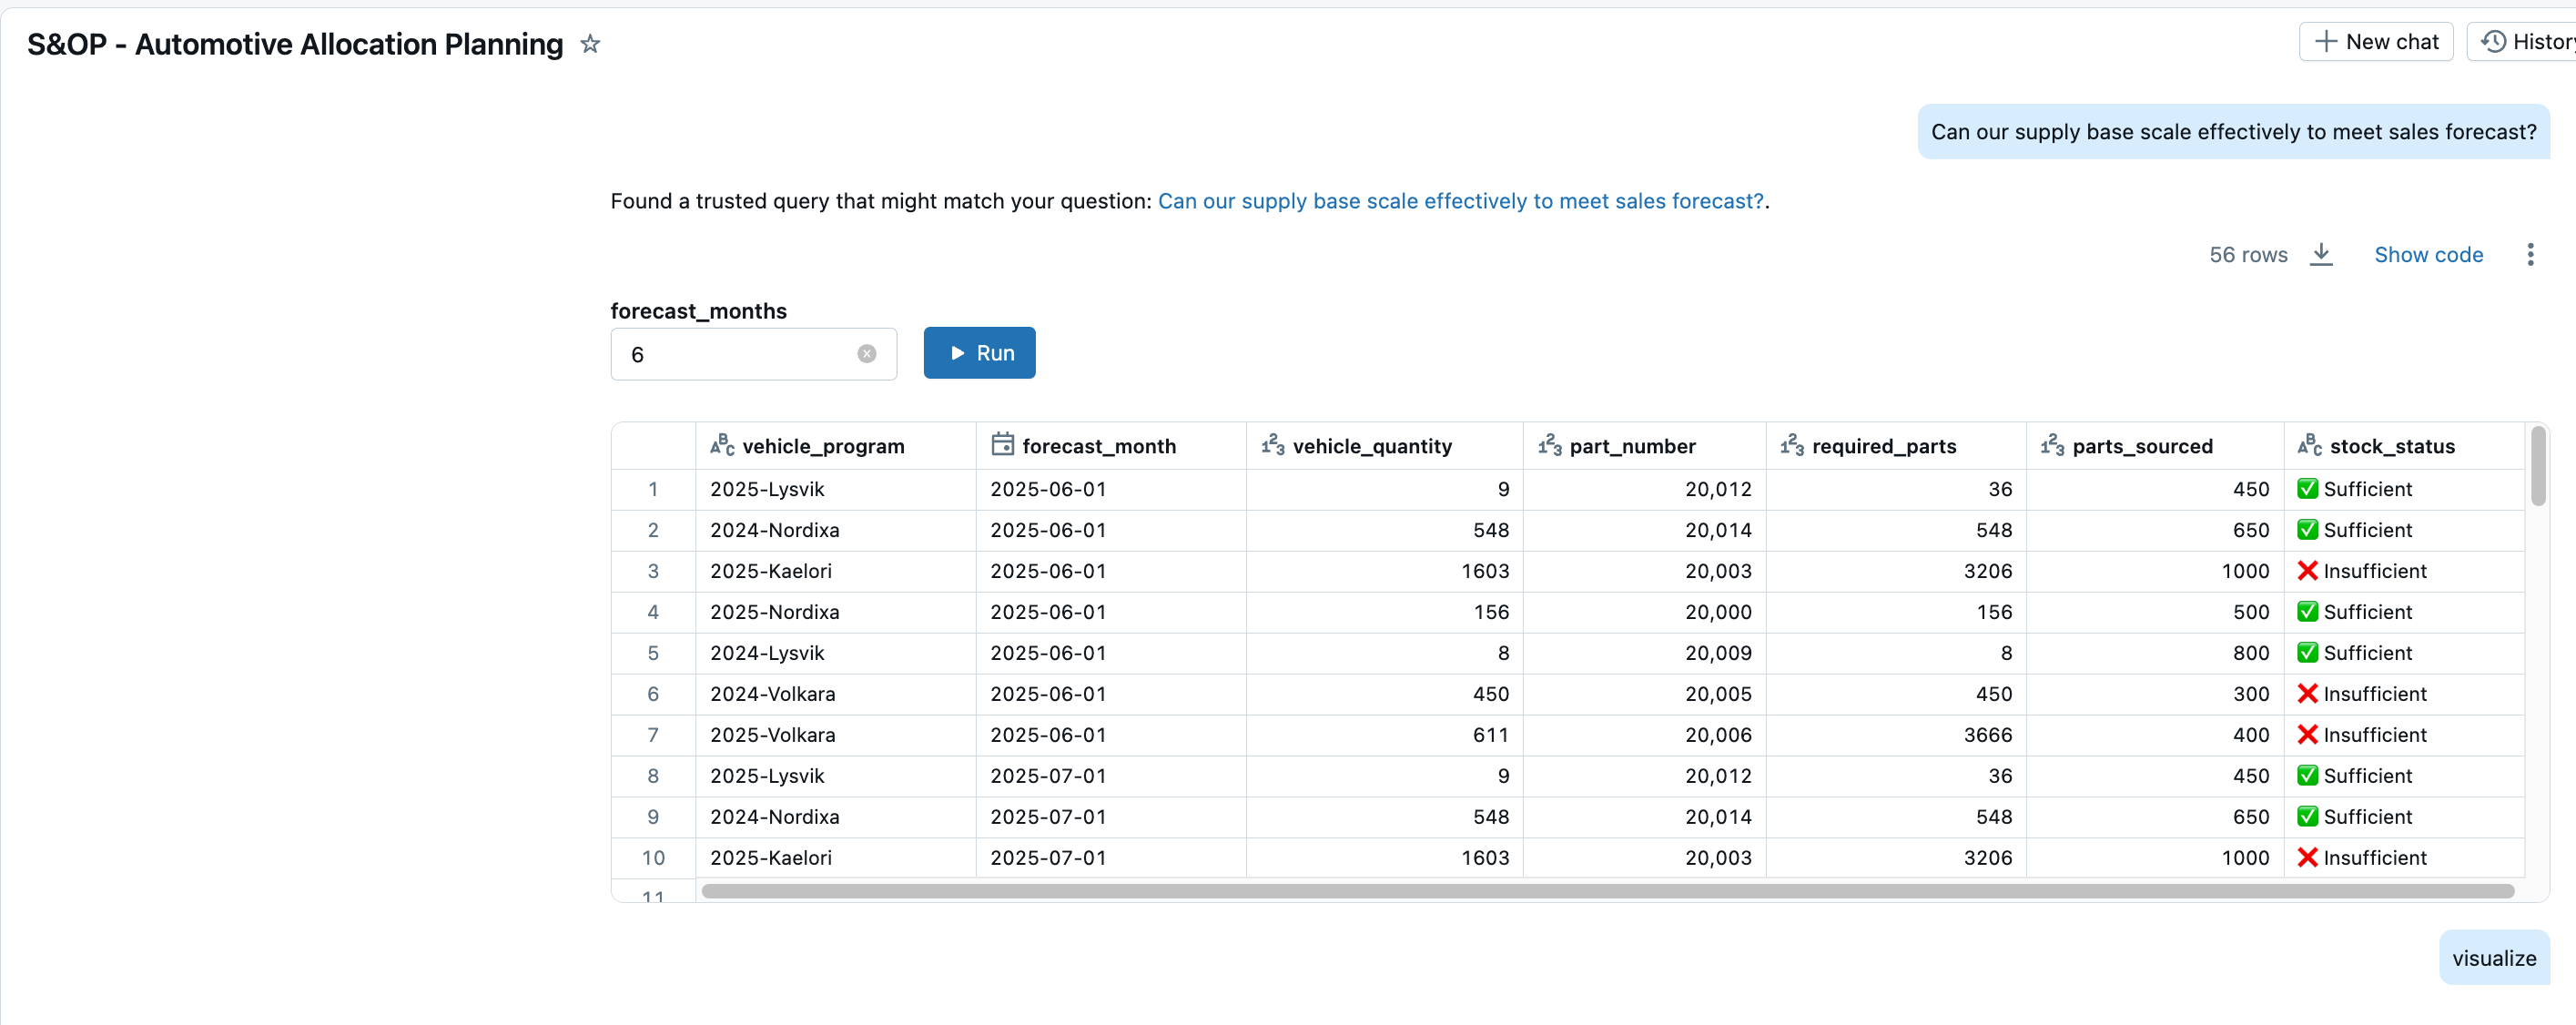 S&OP - Automotive Allocation Planning
New chat
History
Can our supply base scale effectively to meet sales forecast?
Found a trusted query that might match your question: Can our supply base scale effectively to meet sales forecast?.
56 rows Show code
forecast_months
6 Run
vehicle_program forecast_month vehicle_quantity part_number required_parts parts_sourced stock_status
1 2025-Lysvik 2025-06-01 9 20,012 36 450 ✅ Sufficient
2 2024-Nordixa 2025-06-01 548 20,014 548 650 ✅ Sufficient
3 2025-Kaelori 2025-06-01 1603 20,003 3206 1000 ❌ Insufficient
4 2025-Nordixa 2025-06-01 156 20,000 156 500 ✅ Sufficient
5 2024-Lysvik 2025-06-01 8 20,009 8 800 ✅ Sufficient
6 2024-Volkara 2025-06-01 450 20,005 450 300 ❌ Insufficient
7 2025-Volkara 2025-06-01 611 20,006 3666 400 ❌ Insufficient
8 2025-Lysvik 2025-07-01 9 20,012 36 450 ✅ Sufficient
9 2024-Nordixa 2025-07-01 548 20,014 548 650 ✅ Sufficient
10 2025-Kaelori 2025-07-01 1603 20,003 3206 1000 ❌ Insufficient
11
visualize